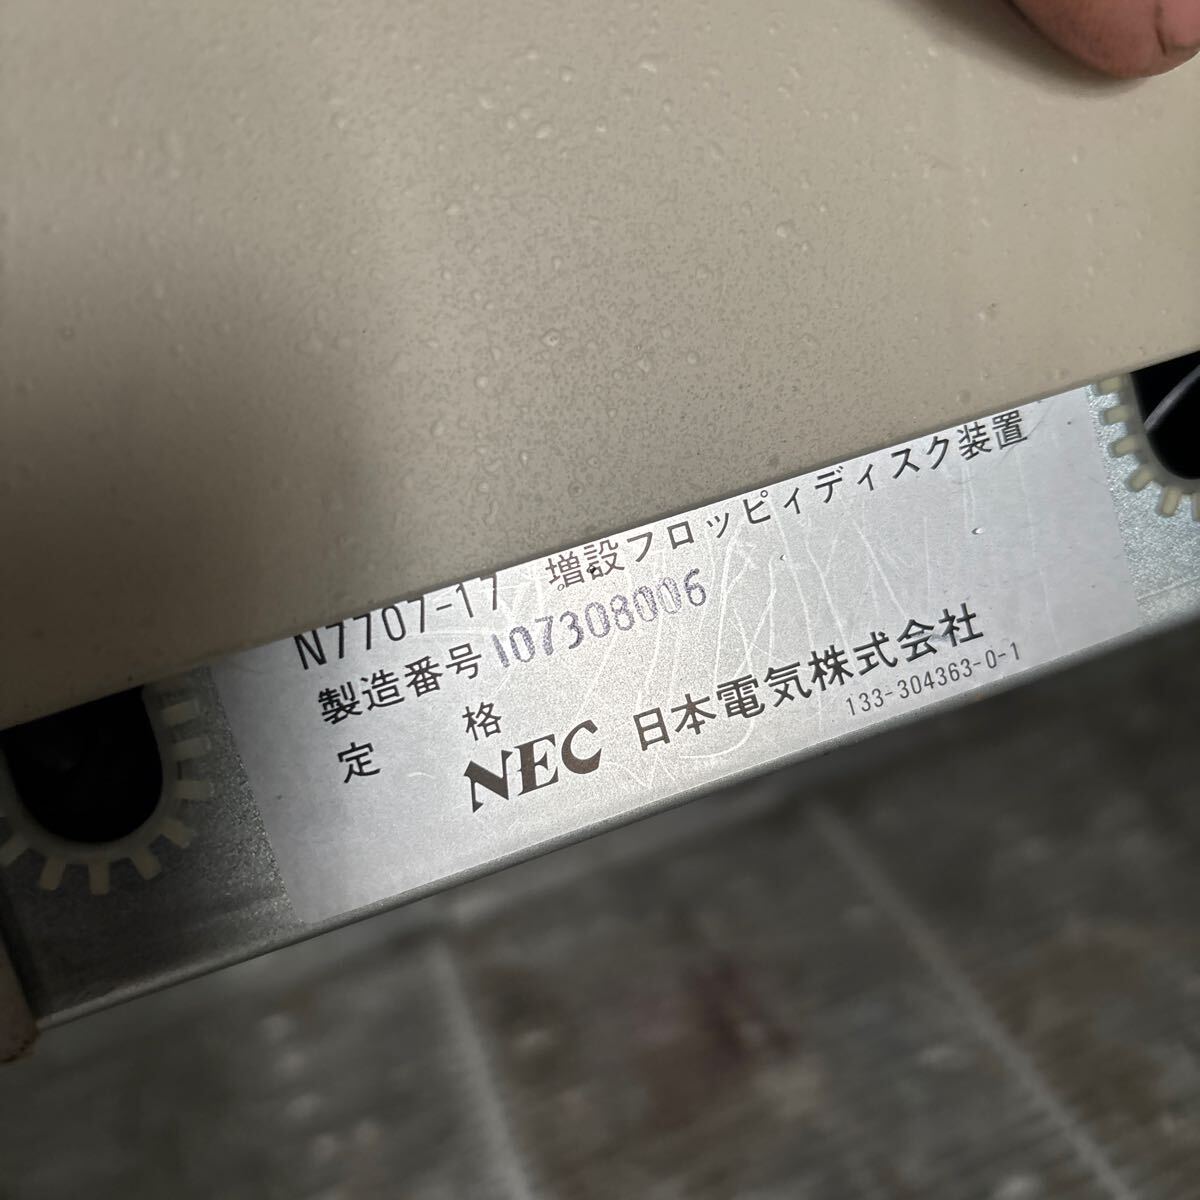 N7707-17 増設フロッピィディスク装置
製造番号 107308006
定 格
NEC 日本電気株式会社
133-304363-0-1